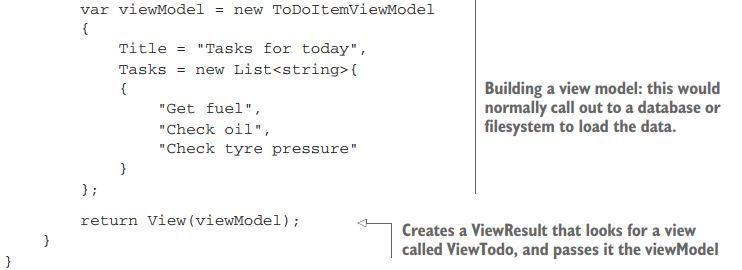 var viewModel = new ToDoItemViewModel
{
Title = "Tasks for today",
Tasks = new List<string>{
{
"Get fuel",
"Check oil",
"Check tyre pressure"
}
};
Building a view model: this would
normally call out to a database or
filesystem to load the data.
return View(viewModel);
Creates a ViewResult that looks for a view
called ViewTodo, and passes it the viewModel
}
}